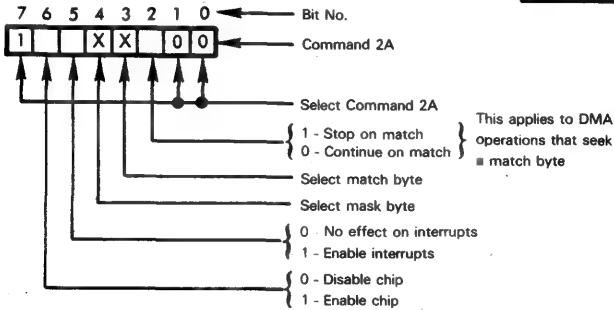 7 6 5 4 3 2 1 0 Bit No.
1 X X 0 0 Command 2A
Select Command 2A
1 - Stop on match
0 - Continue on match
This applies to DMA
operations that seek
match byte
Select match byte
Select mask byte
0 - No effect on interrupts
1 - Enable interrupts
0 - Disable chip
1 - Enable chip